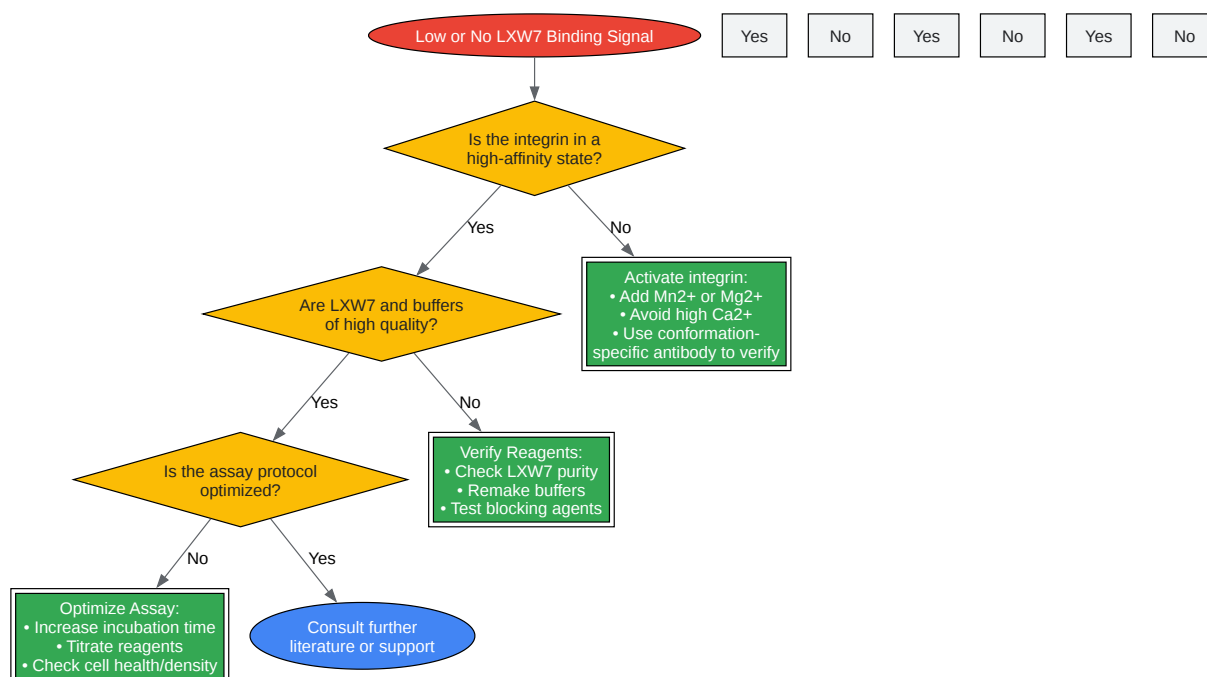 Low or No LXW7 Binding Signal
Yes
No
Yes
No
Yes
No
Is the integrin in a
high-affinity state?
Yes
No
Activate integrin:
• Add Mn2+ or Mg2+
• Avoid high Ca2+
• Use conformation-
specific antibody to verify
Are LXW7 and buffers
of high quality?
Yes
No
Verify Reagents:
• Check LXW7 purity
• Remake buffers
• Test blocking agents
Is the assay protocol
optimized?
No
Yes
Optimize Assay:
• Increase incubation time
• Titrate reagents
• Check cell health/density
Consult further
literature or support